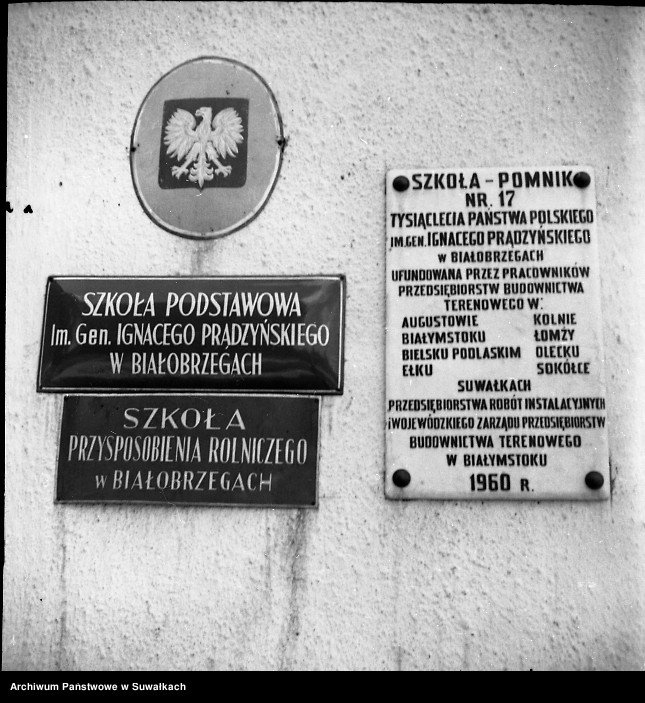 SZKOŁA PODSTAWOWA
Im. Gen. IGNACEGO PRĄDZYŃSKIEGO
W BIAŁOBRZEGACH
SZKOŁA
PRZYSPOSOBIENIA ROLNICZEGO
W BIAŁOBRZEGACH
SZKOŁA - POMNIK
NR. 17
TYSIĄCLECIA PAŃSTWA POLSKIEGO
IM.GEN. IGNACEGO PRĄDZYŃSKIEGO
W BIAŁOBRZEGACH
UFUNDOWANA PRZEZ PRACOWNIKÓW
PRZEDSIĘBIORSTW BUDOWNICTWA
TERENOWEGO W:
AUGUSTOWIE KOLNIE
BIAŁYMSTOKU ŁOMŻY
BIELSKU PODLASKIM OLECKU
EŁKU SOKÓŁCE
SUWAŁKACH
PRZEDSIĘBIORSTWA ROBÓT INSTALACYJNYCH
I WOJEWÓDZKIEGO ZARZĄDU PRZEDSIĘBIORSTW
BUDOWNICTWA TERENOWEGO
W BIAŁYMSTOKU
1960 R.
Archiwum Państwowe w Suwałkach